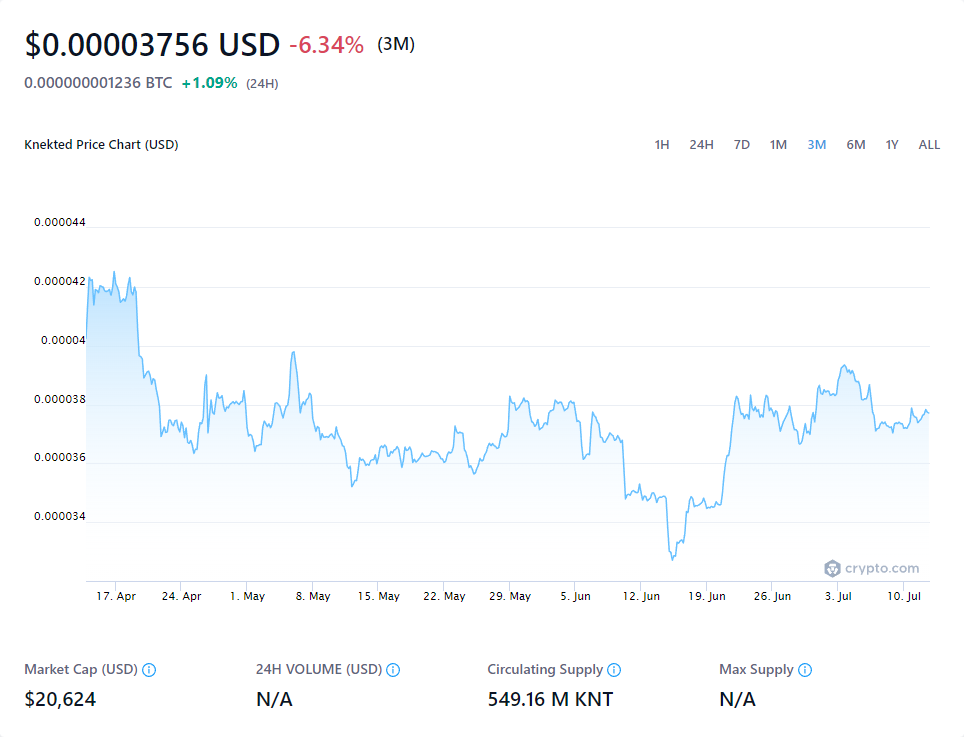 $0.00003756 USD -6.34% (3M)
0.000000001236 BTC +1.09% (24H)
Knekted Price Chart (USD) 1H 24H 7D 1M 3M 6M 1Y ALL
0.000044
0.000042
0.00004
0.000038
0.000036
0.000034
crypto.com
17. Apr 24. Apr 1. May 8. May 15. May 22. May 29. May 5. Jun 12. Jun 19. Jun 26. Jun 3. Jul 10. Jul
Market Cap (USD) 24H VOLUME (USD) Circulating Supply Max Supply
$20,624 N/A 549.16 M KNT N/A